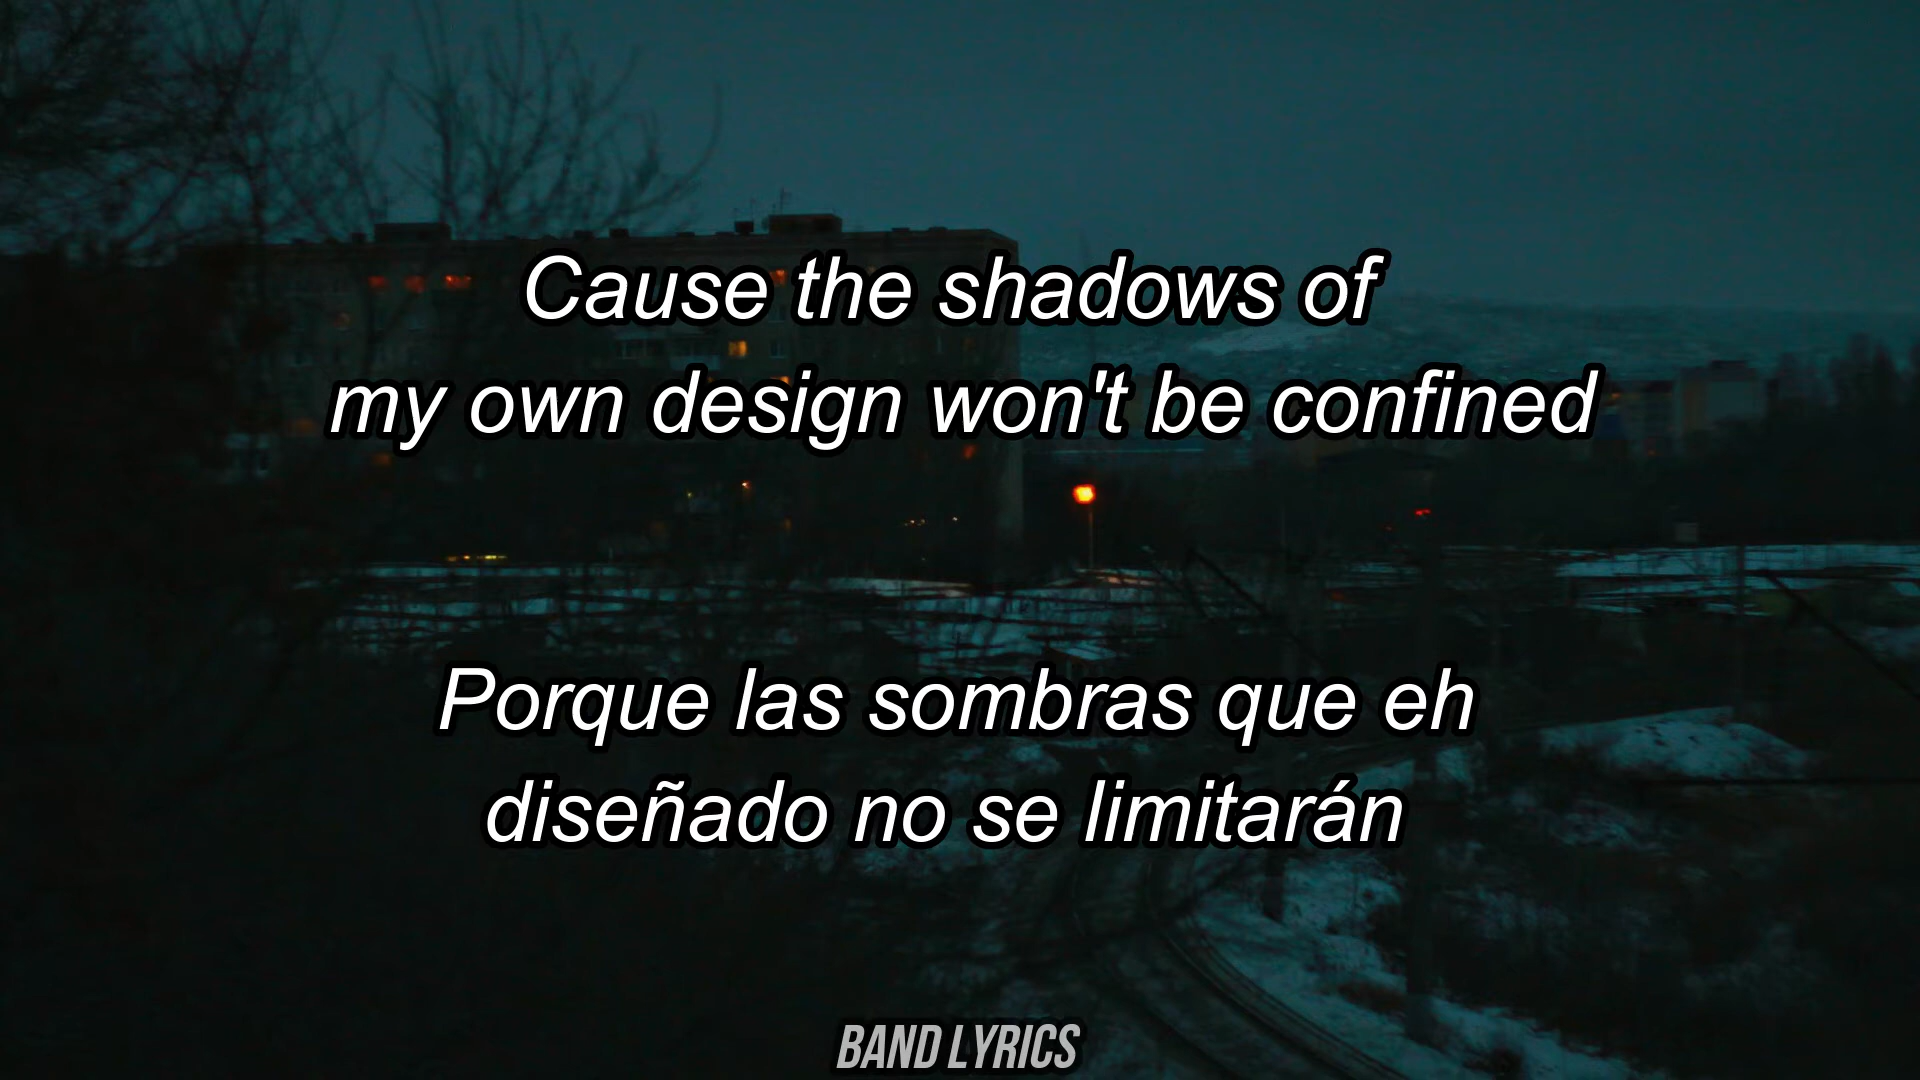 Cause the shadows of
my own design won't be confined
Porque las sombras que eh
diseñado no se limitarán
BAND LYRICS